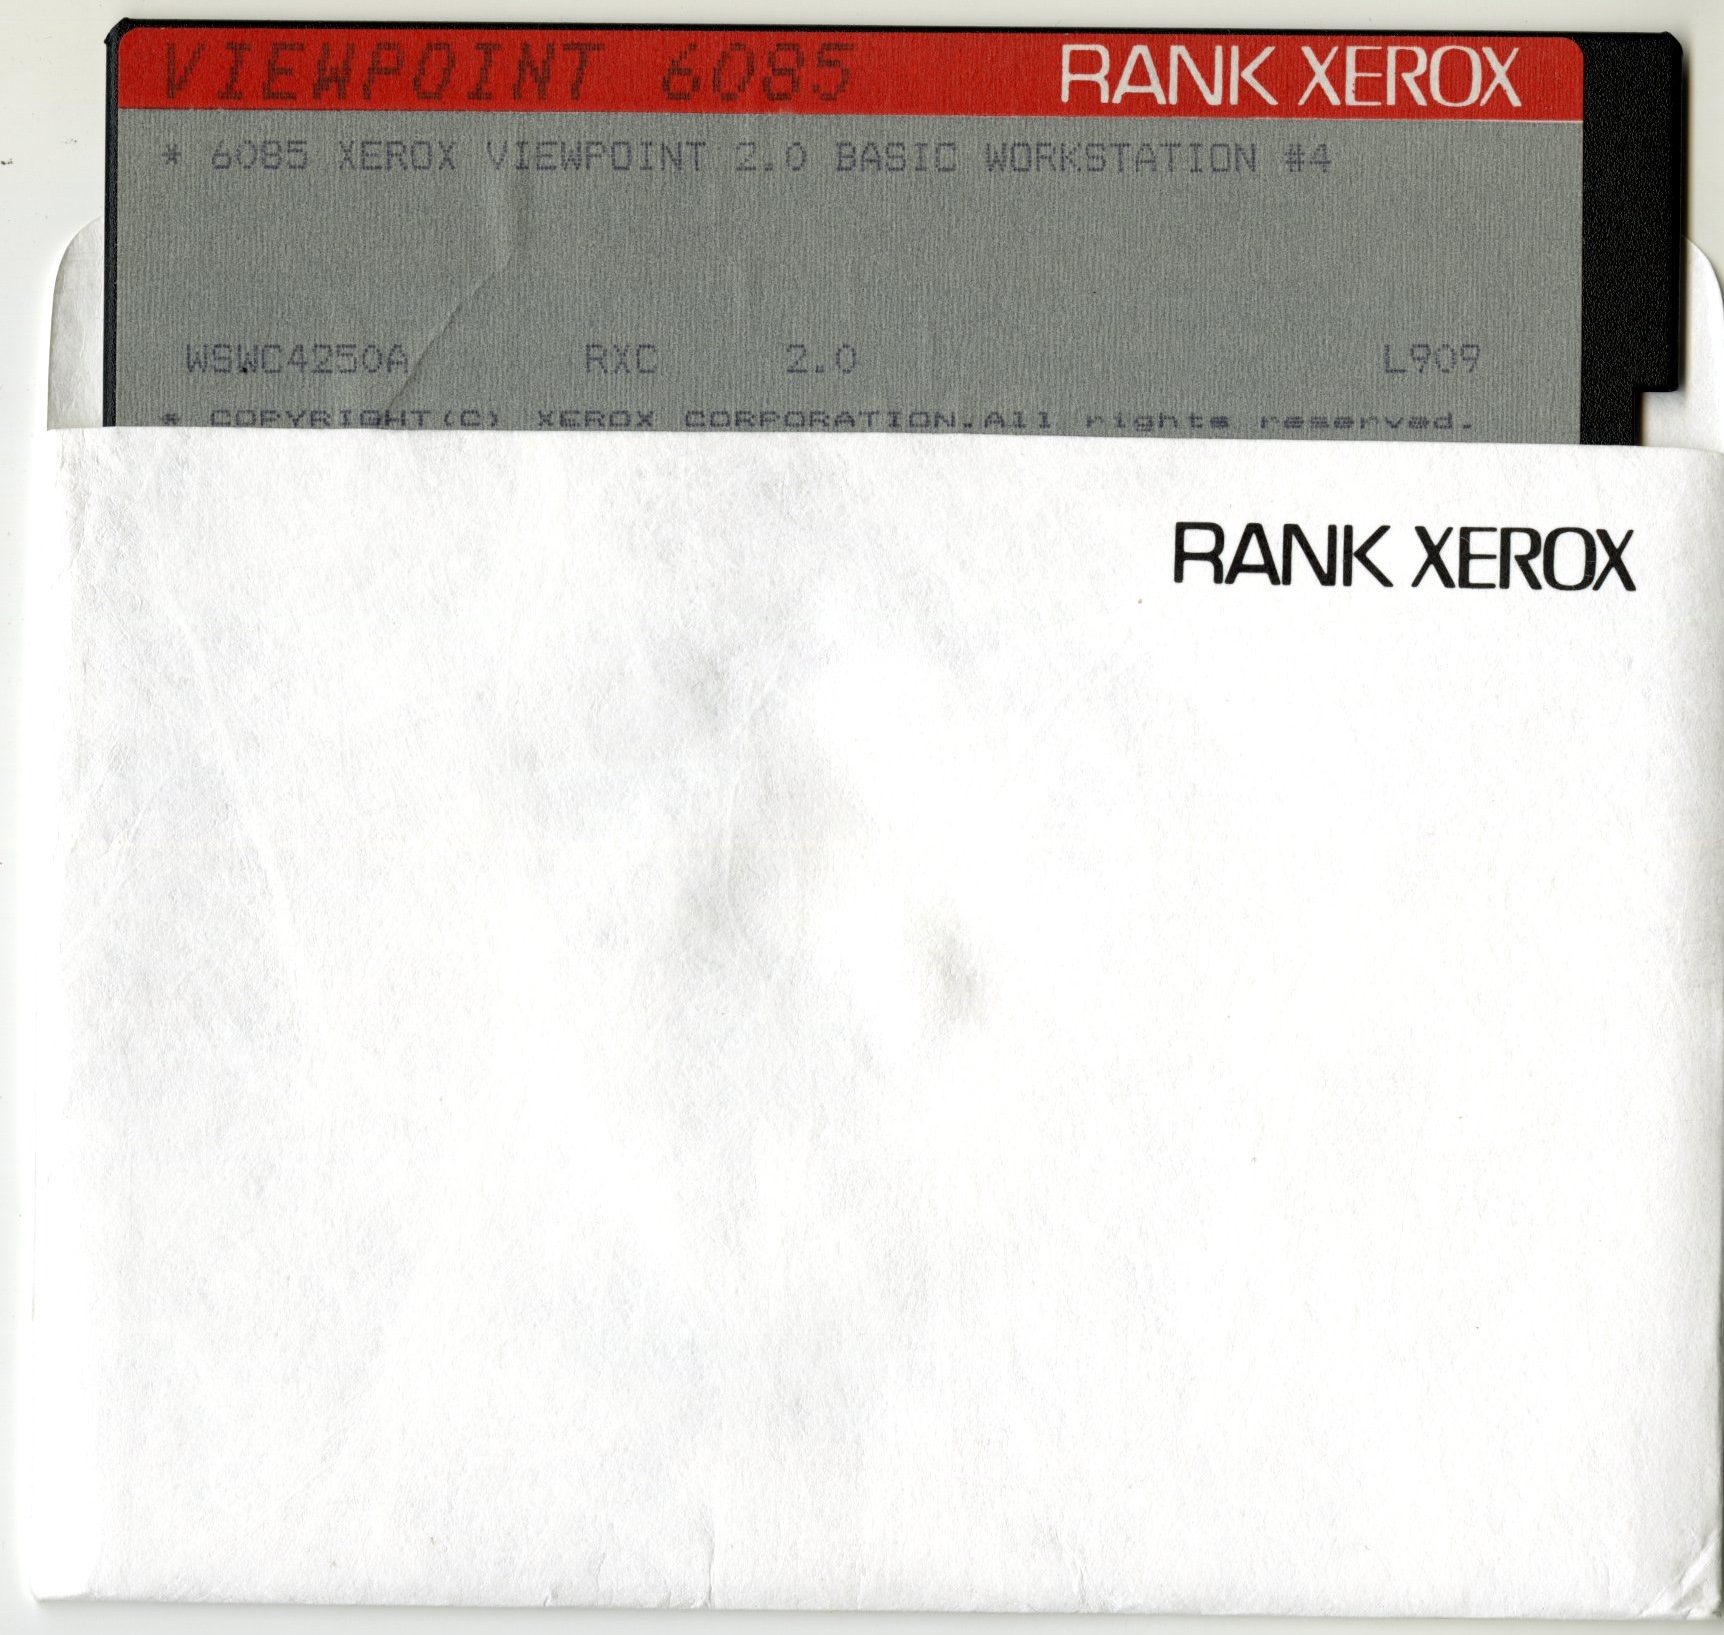 VIEWPOINT 6085 RANK XEROX
* 6085 XEROX VIEWPOINT 2.0 BASIC WORKSTATION #4
WSWC4250A RXC 2.0 L909
* COPYRIGHT(C) XEROX CORPORATION.All rights reserved.
RANK XEROX